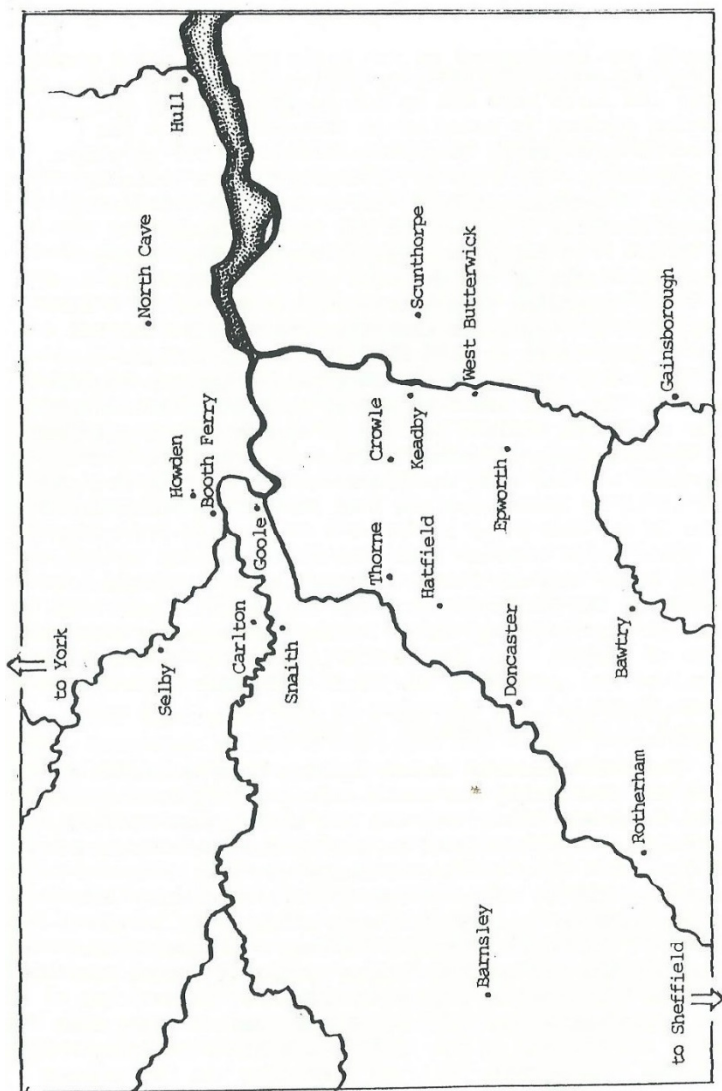 to York
Hull
North Cave
Howden
Booth Ferry
Selby
Goole
Carlton
Snaith
Scunthorpe
Crowle
Keadby
Thorne
Hatfield
West Butterwick
Epworth
Doncaster
Barnsley
Gainsborough
Bawtry
Rotherham
to Sheffield